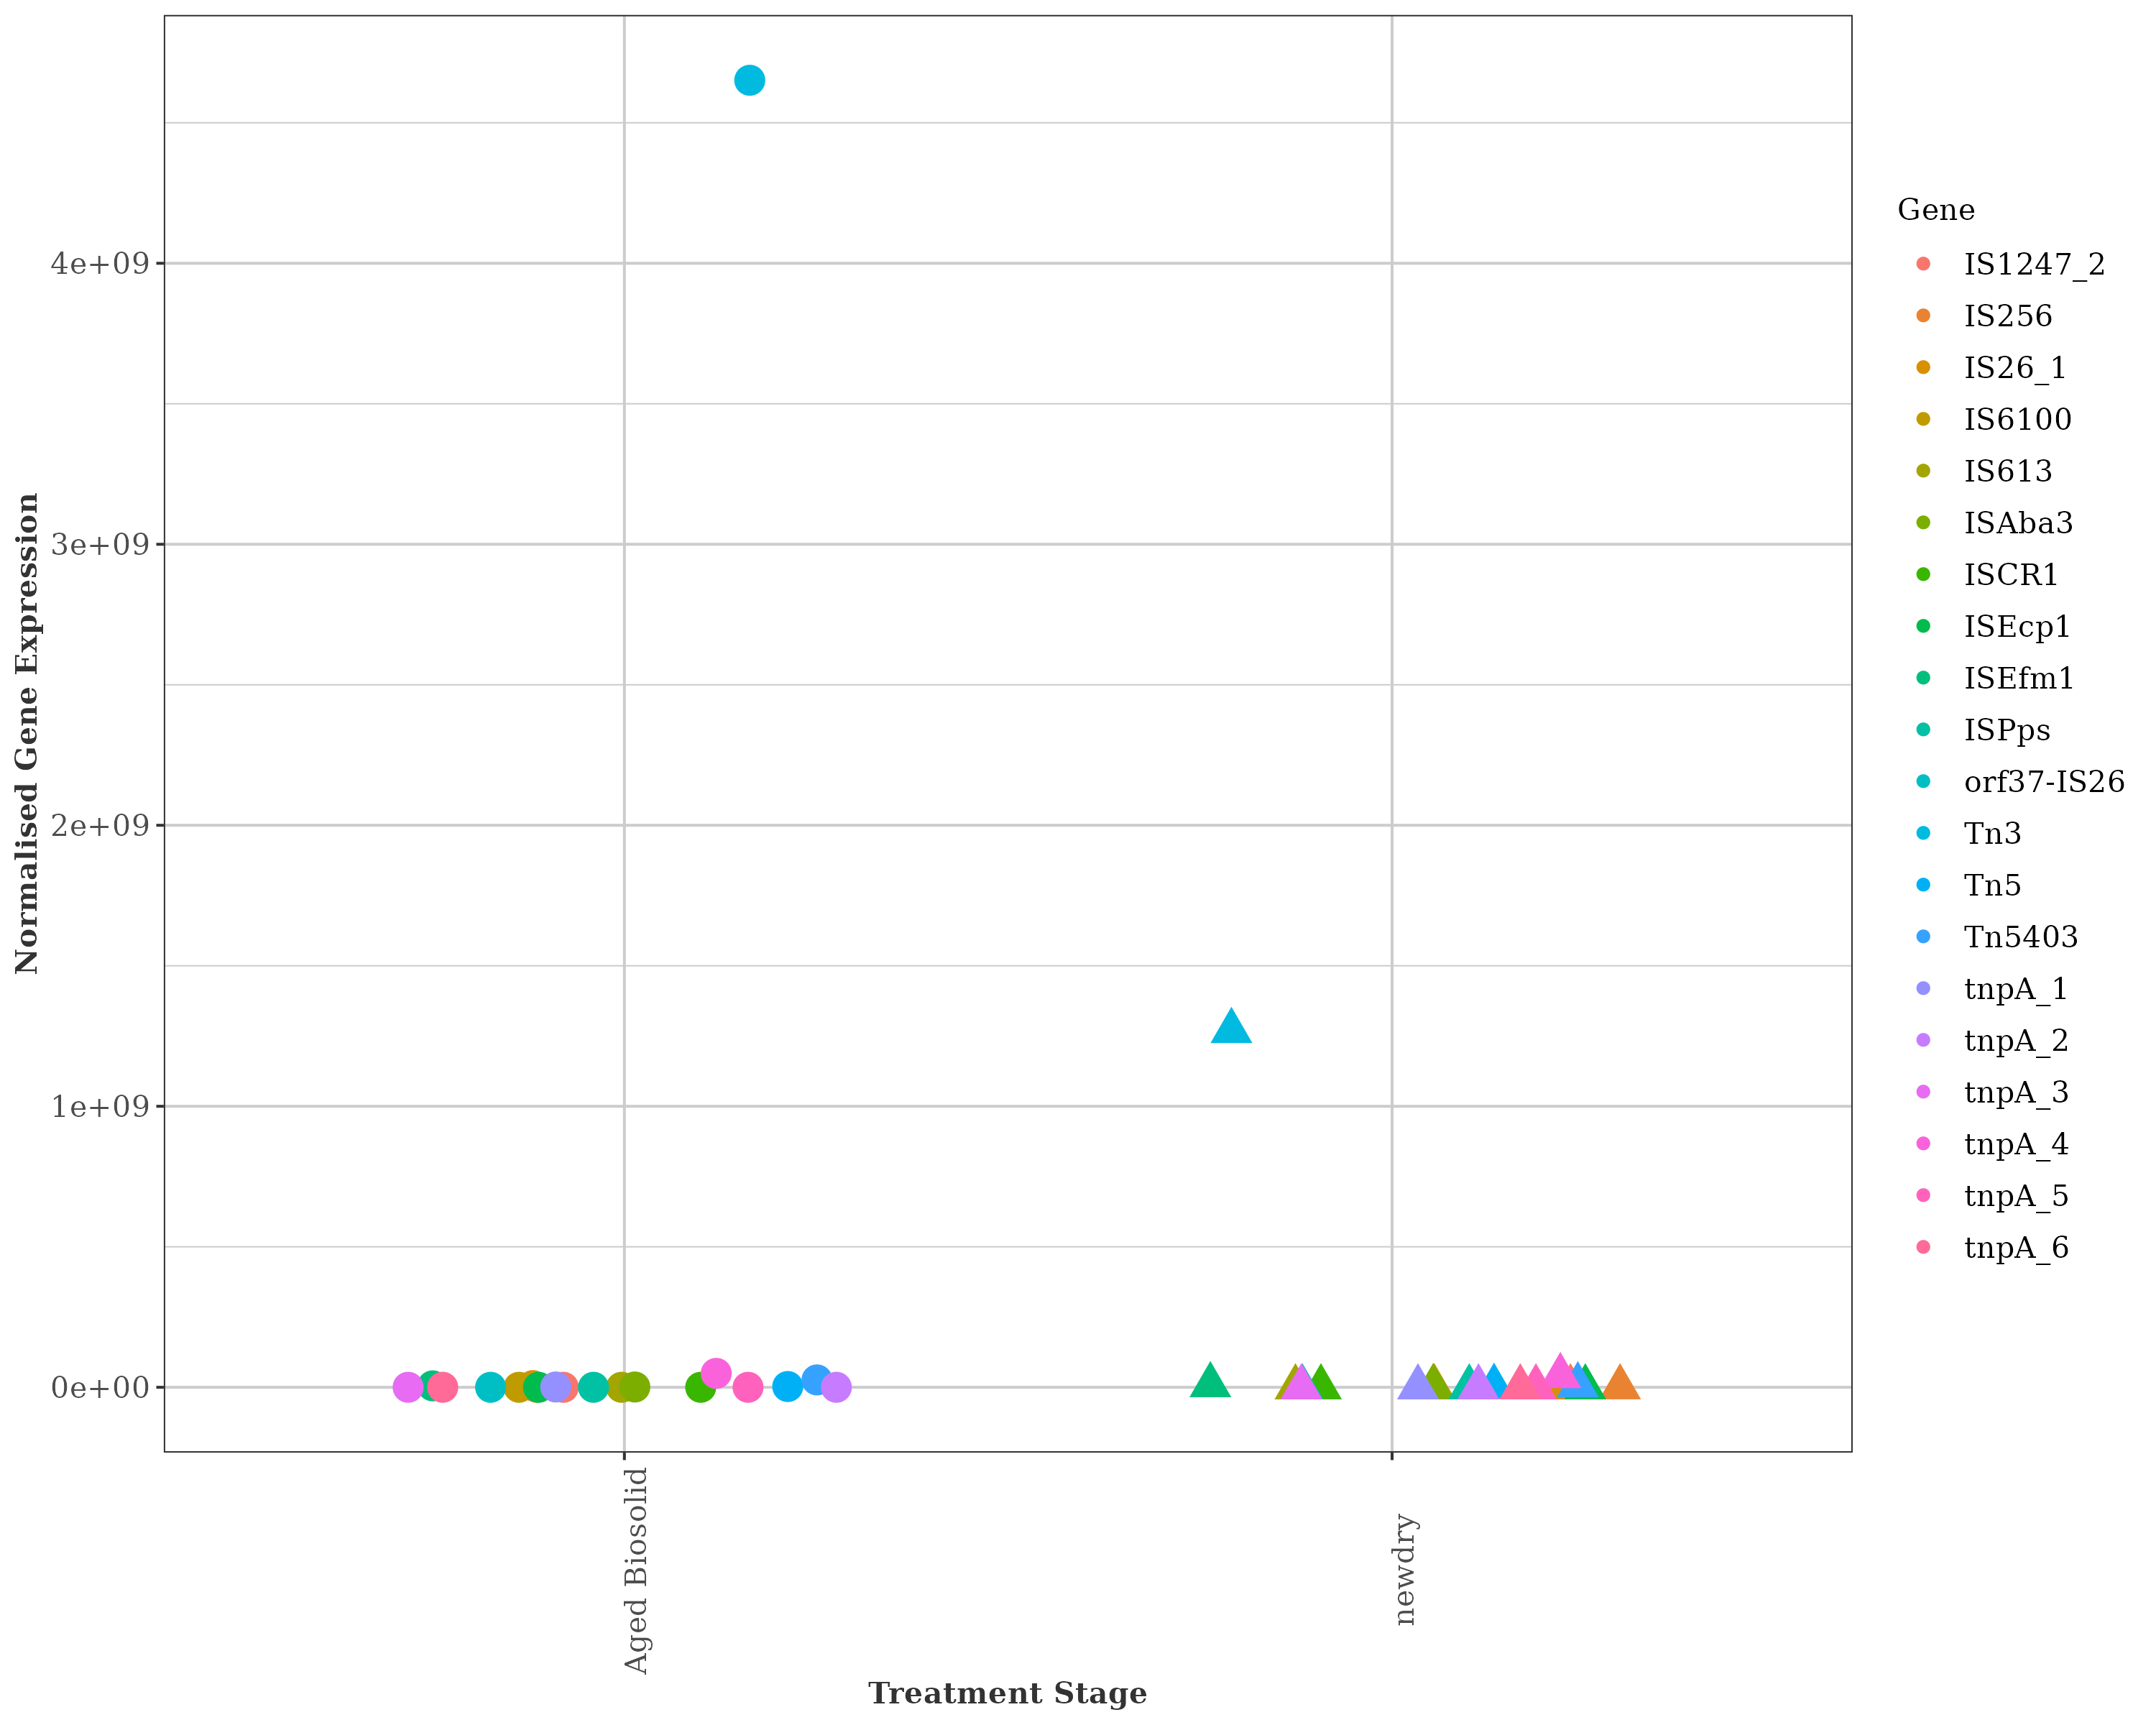 Normalised Gene Expression
4e+09
3e+09
2e+09
1e+09
0e+00
Aged Biosolid
newdry
Treatment Stage
Gene
IS1247_2
IS256
IS26_1
IS6100
IS613
ISAba3
ISCR1
ISEcp1
ISEfm1
ISPps
orf37-IS26
Tn3
Tn5
Tn5403
tnpA_1
tnpA_2
tnpA_3
tnpA_4
tnpA_5
tnpA_6